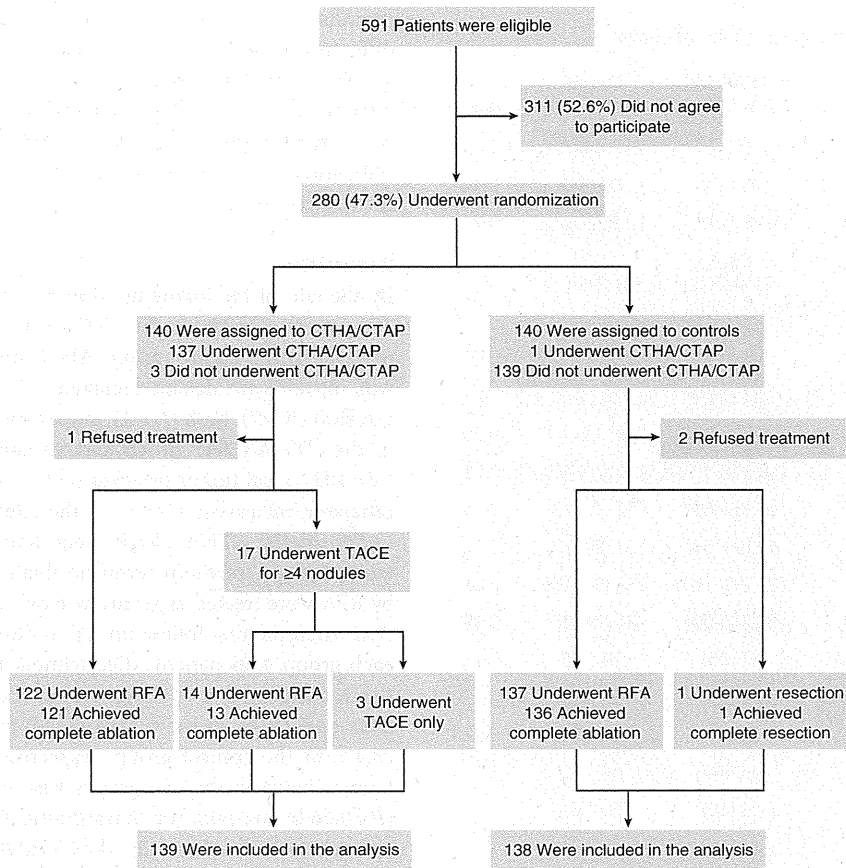 591 Patients were eligible
311 (52.6%) Did not agree
to participate
280 (47.3%) Underwent randomization
140 Were assigned to CTHA/CTAP
137 Underwent CTHA/CTAP
3 Did not underwent CTHA/CTAP
140 Were assigned to controls
1 Underwent CTHA/CTAP
139 Did not underwent CTHA/CTAP
1 Refused treatment
2 Refused treatment
17 Underwent TACE
for ≥4 nodules
122 Underwent RFA
121 Achieved
complete ablation
14 Underwent RFA
13 Achieved
complete ablation
3 Underwent
TACE only
137 Underwent RFA
136 Achieved
complete ablation
1 Underwent resection
1 Achieved
complete resection
139 Were included in the analysis
138 Were included in the analysis